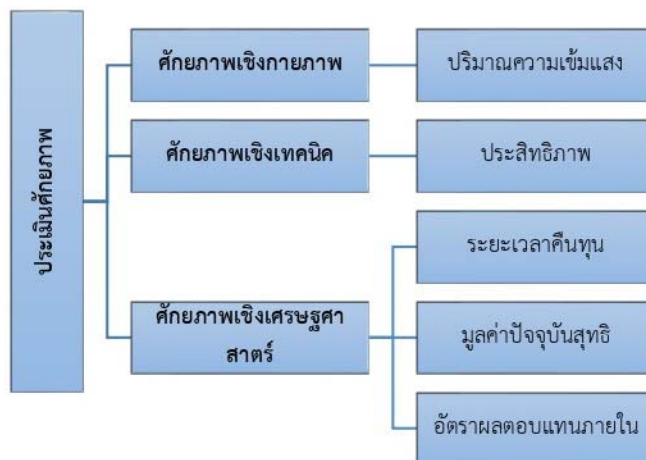 ประเมินศักยภาพ
ศักยภาพเชิงกายภาพ
ปริมาณความเข้มแสง
ศักยภาพเชิงเทคนิค
ประสิทธิภาพ
ศักยภาพเชิงเศรษฐศา
สาตร์
ระยะเวลาคืนทุน
มูลค่าปัจจุบันสุทธิ
อัตราผลตอบแทนภายใน